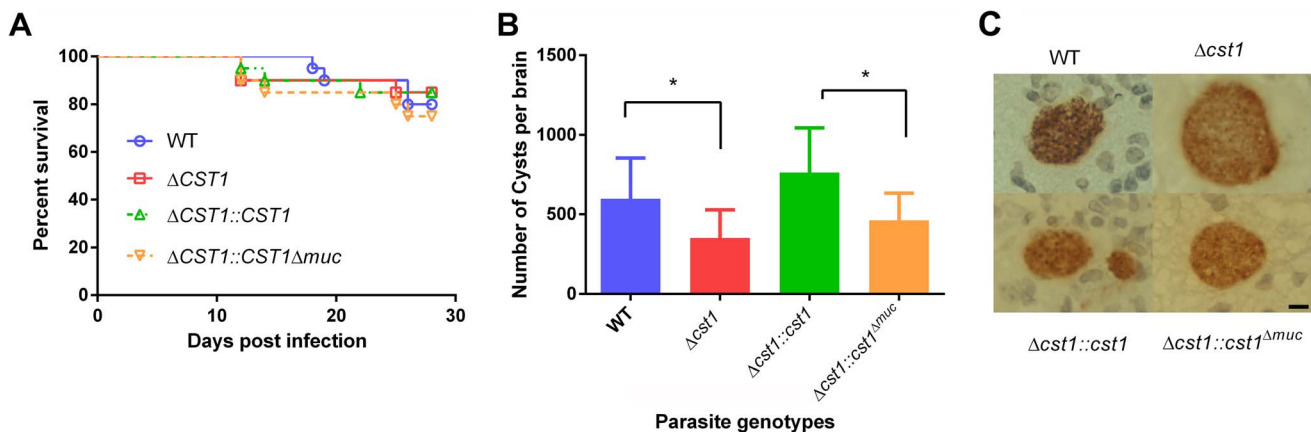 A
Percent survival
100
80
60
40
20
0
0
10
20
30
Days post infection
WT
ΔCST1
ΔCST1::CST1
ΔCST1::CST1Δmuc
B
Number of Cysts per brain
1500
1000
500
0
*
*
WT
Δcst1
Δcst1::cst1
Δcst1::cst1Δmuc
Parasite genotypes
C
WT
Δcst1
Δcst1::cst1
Δcst1::cst1Δmuc